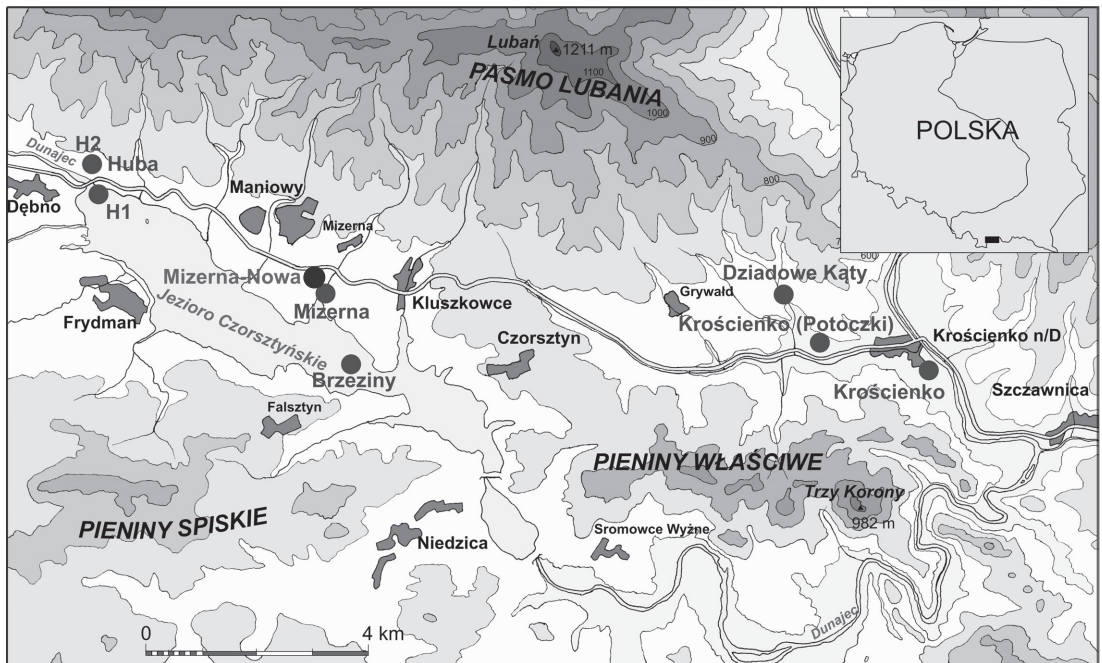 Lubań
1211 m
PASMO LUBANIA
1100
1000
900
800
7
600
POLSKA
H2
Dunajec
Huba
Dębno
H1
Maniowy
Mizerna
Mizerna-Nowa
Mizerna
Kluszkowce
Frydman
Jezioro Czorsztyńskie
Brzeziny
Czorsztyn
Falsztyn
Dziadowe Kąty
Grywałd
Krościenko (Potoczki)
Krościenko n/D
Krościenko
Szczawnica
PIENINY WŁAŚCIWE
Trzy Korony
982 m
PIENINY SPISKIE
Niedzica
Sromowce Wyżne
Dunajec
0 4 km